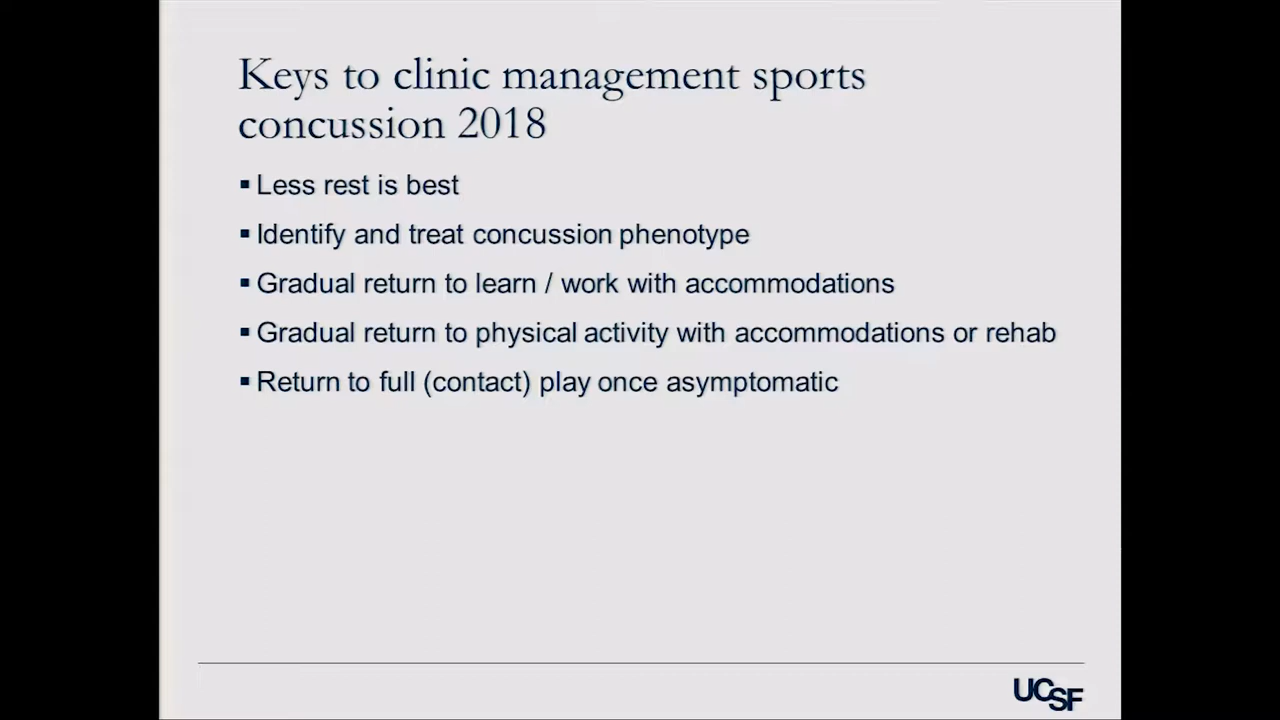 Keys to clinic management sports
concussion 2018
▪ Less rest is best
▪ Identify and treat concussion phenotype
▪ Gradual return to learn / work with accommodations
▪ Gradual return to physical activity with accommodations or rehab
▪ Return to full (contact) play once asymptomatic
UCSF